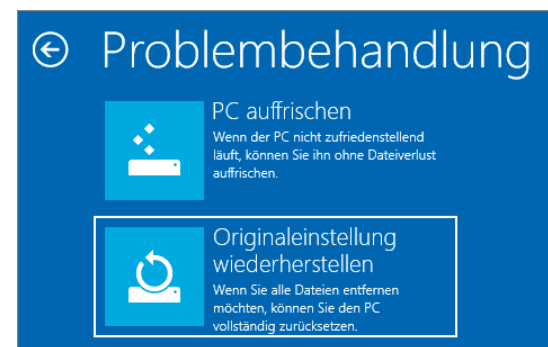 Problembehandlung
PC auffrischen
Wenn der PC nicht zufriedenstellend
läuft, können Sie ihn ohne Dateiverlust
auffrischen.
Originaleinstellung
wiederherstellen
Wenn Sie alle Dateien entfernen
möchten, können Sie den PC
vollständig zurücksetzen.